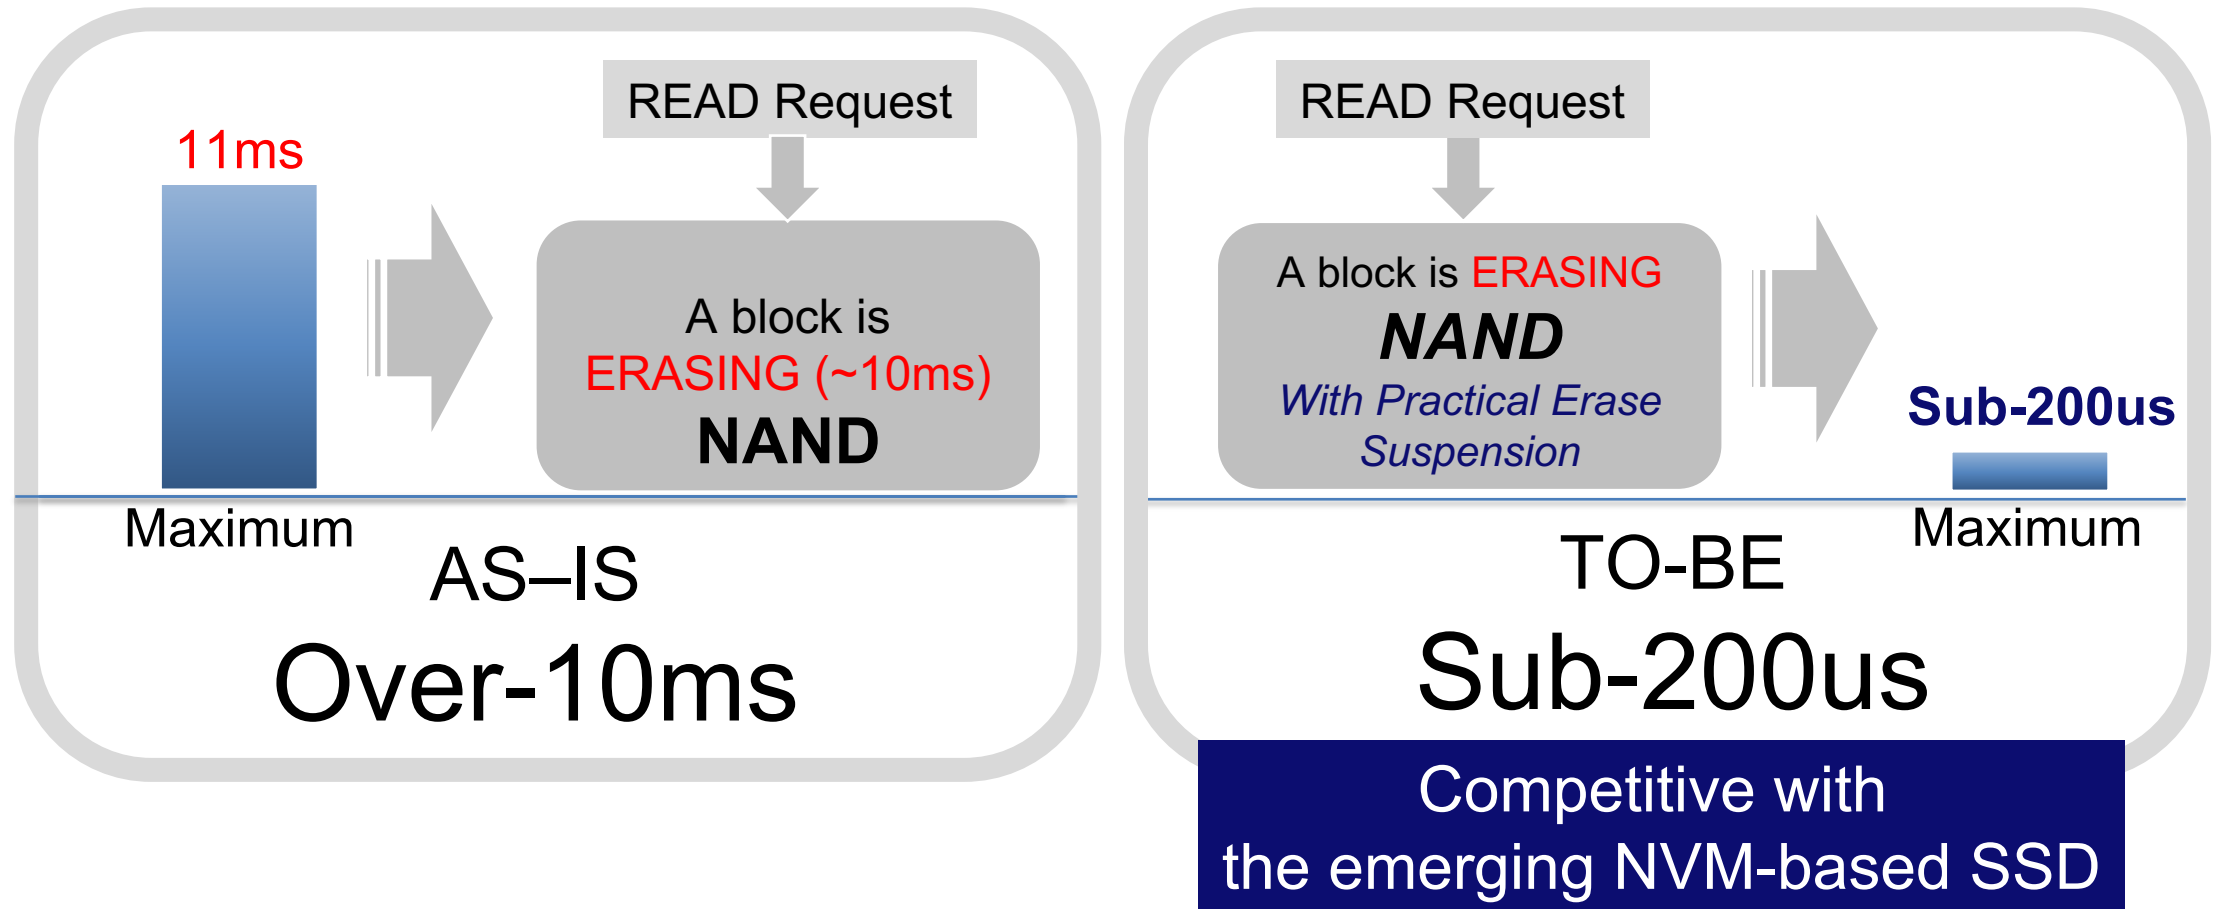 READ Request
11ms
A block is
ERASING (~10ms)
NAND
Maximum
AS–IS
Over-10ms
READ Request
A block is ERASING
NAND
With Practical Erase
Suspension
Sub-200us
Maximum
TO-BE
Sub-200us
Competitive with
the emerging NVM-based SSD